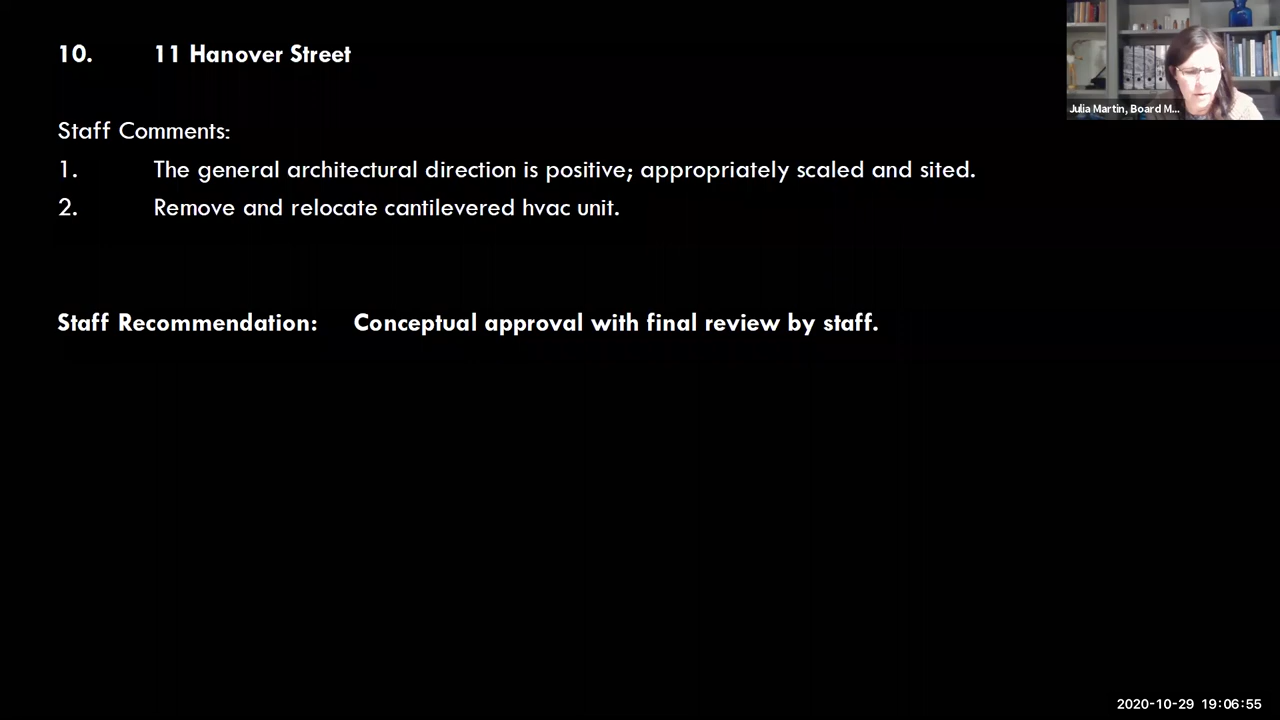 10. 11 Hanover Street
Julia Martin, Board M...
Staff Comments:
1. The general architectural direction is positive; appropriately scaled and sited.
2. Remove and relocate cantilevered hvac unit.
Staff Recommendation: Conceptual approval with final review by staff.
2020-10-29 19:06:55